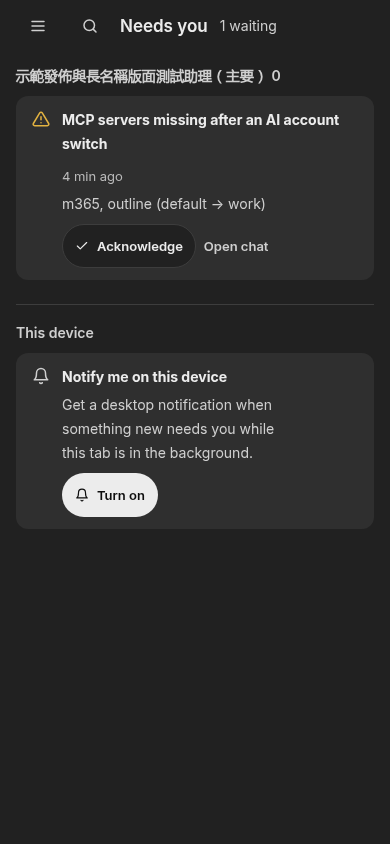 Needs you 1 waiting
示範發佈與長名稱版面測試助理（主要）0
MCP servers missing after an AI account
switch
4 min ago
m365, outline (default → work)
Acknowledge Open chat
This device
Notify me on this device
Get a desktop notification when
something new needs you while
this tab is in the background.
Turn on